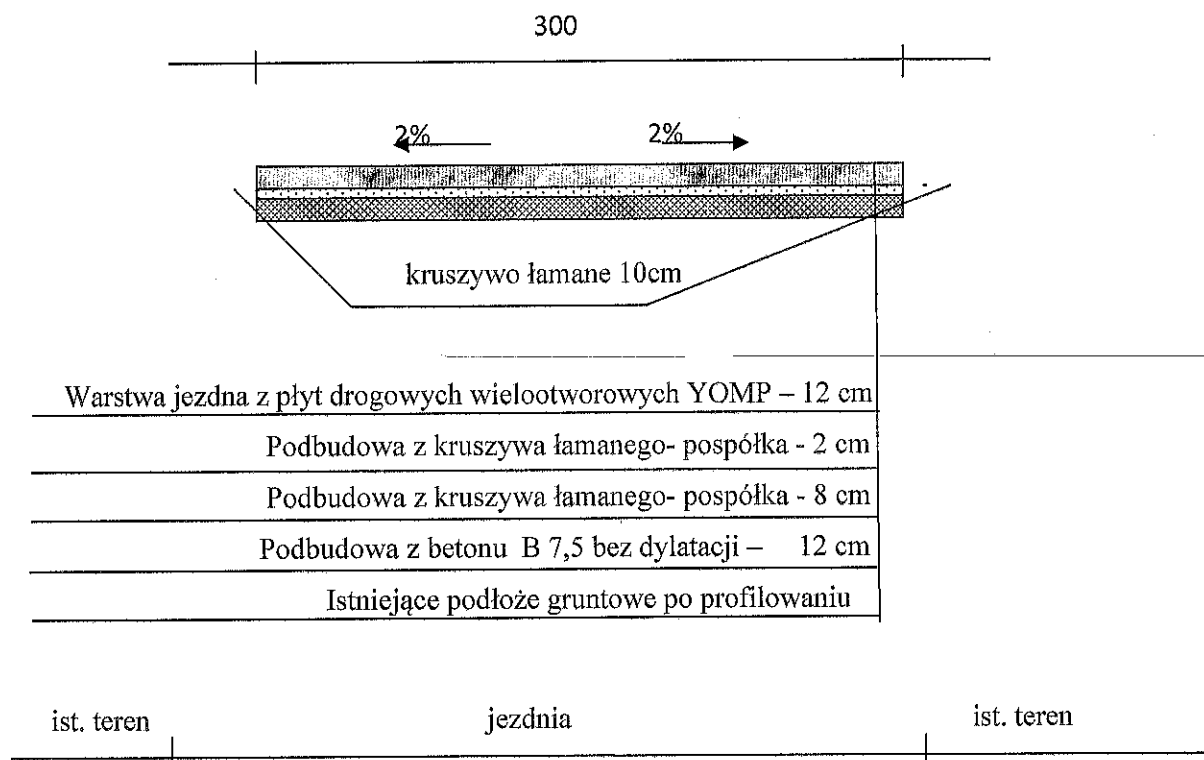 300
2% 2%
kruszywo łamane 10cm
Warstwa jezdna z płyt drogowych wielootworowych YOMP – 12 cm
Podbudowa z kruszywa łamanego- pospółka - 2 cm
Podbudowa z kruszywa łamanego- pospółka - 8 cm
Podbudowa z betonu B 7,5 bez dylatacji – 12 cm
Istniejące podłoże gruntowe po profilowaniu
ist. teren jezdnia ist. teren